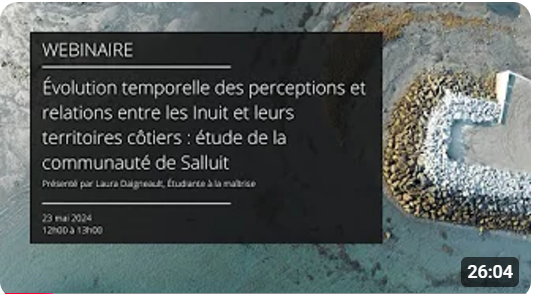 WEBINAIRE
Évolution temporelle des perceptions et
relations entre les Inuit et leurs
territoires côtiers : étude de la
communauté de Salluit
Présenté par Laura Daigneault, Étudiante à la maîtrise
23 mai 2024
12h00 à 13h00
26:04